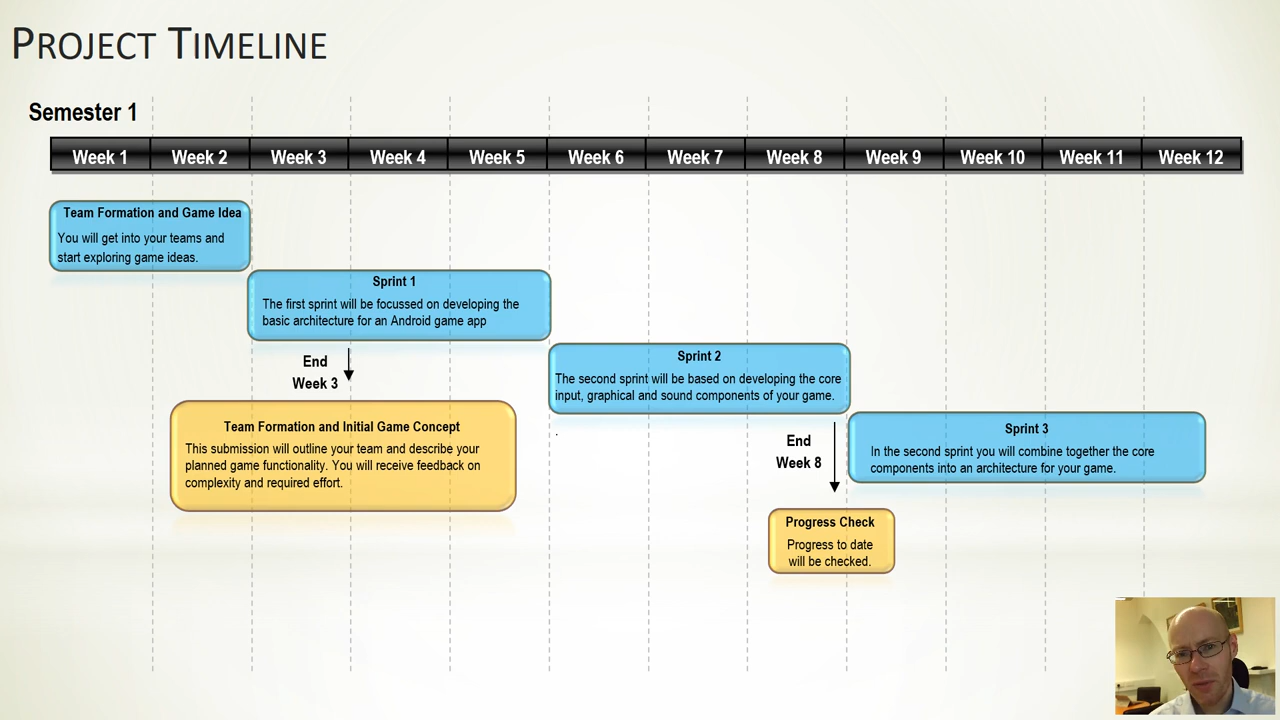 PROJECT TIMELINE
Semester 1
Week 1 Week 2 Week 3 Week 4 Week 5 Week 6 Week 7 Week 8 Week 9 Week 10 Week 11 Week 12
Team Formation and Game Idea
You will get into your teams and
start exploring game ideas.
Sprint 1
The first sprint will be focussed on developing the
basic architecture for an Android game app
End
Week 3
Team Formation and Initial Game Concept
This submission will outline your team and describe your
planned game functionality. You will receive feedback on
complexity and required effort.
Sprint 2
The second sprint will be based on developing the core
input, graphical and sound components of your game.
.
End
Week 8
Sprint 3
In the second sprint you will combine together the core
components into an architecture for your game.
Progress Check
Progress to date
will be checked.